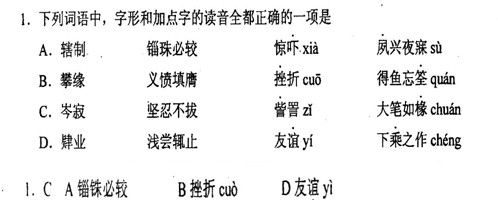 1. 下列词语中，字形和加点字的读音全都正确的一项是
A. 辖制 锱珠必较 惊吓 xià 夙兴夜寐 sù
B. 攀缘 义愤填膺 挫折 cuō 得鱼忘筌 quán
C. 岑寂 坚忍不拔 訾詈 zǐ 大笔如椽 chuán
D. 肄业 浅尝辄止 友谊 yí 下乘之作 chéng
1. C A 锱铢必较 B 挫折 cuò D 友谊 yì